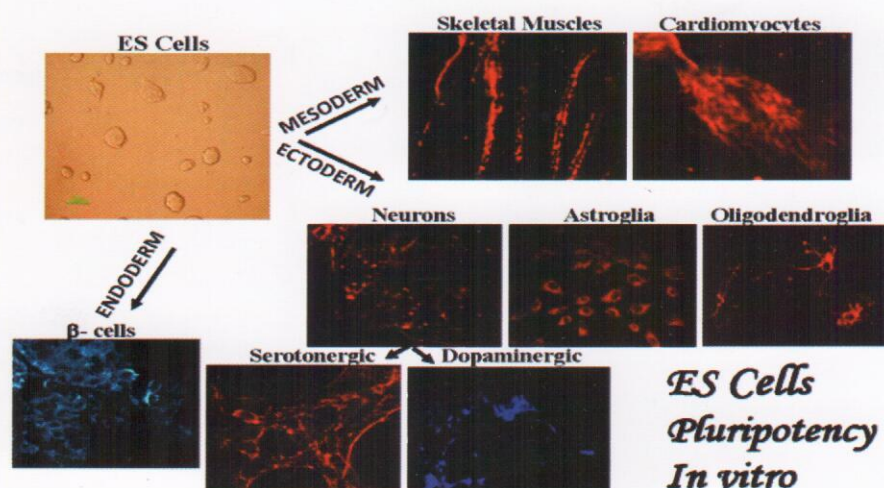 ES Cells
Skeletal Muscles
Cardiomyocytes
MESODERM
ECTODERM
Neurons
Astroglia
Oligodendroglia
ENDODERM
β- cells
Serotonergic
Dopaminergic
ES Cells
Pluripotency
In vitro